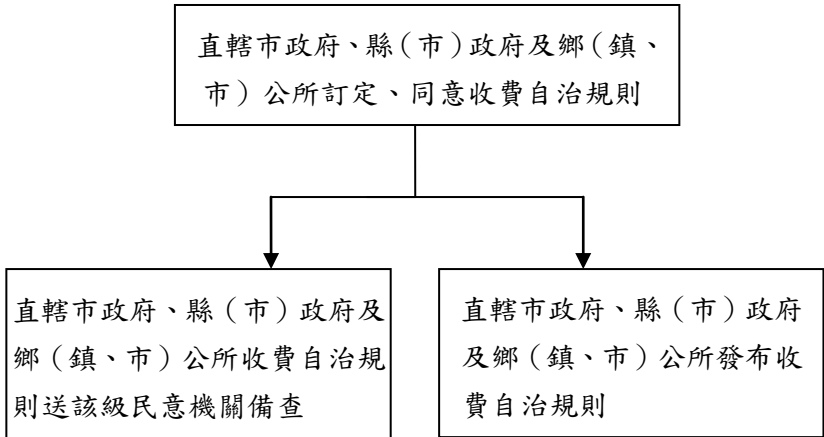 直轄市政府、縣（市）政府及鄉（鎮、
市）公所訂定、同意收費自治規則
直轄市政府、縣（市）政府及
鄉（鎮、市）公所收費自治規
則送該級民意機關備查
直轄市政府、縣（市）政府
及鄉（鎮、市）公所發布收
費自治規則